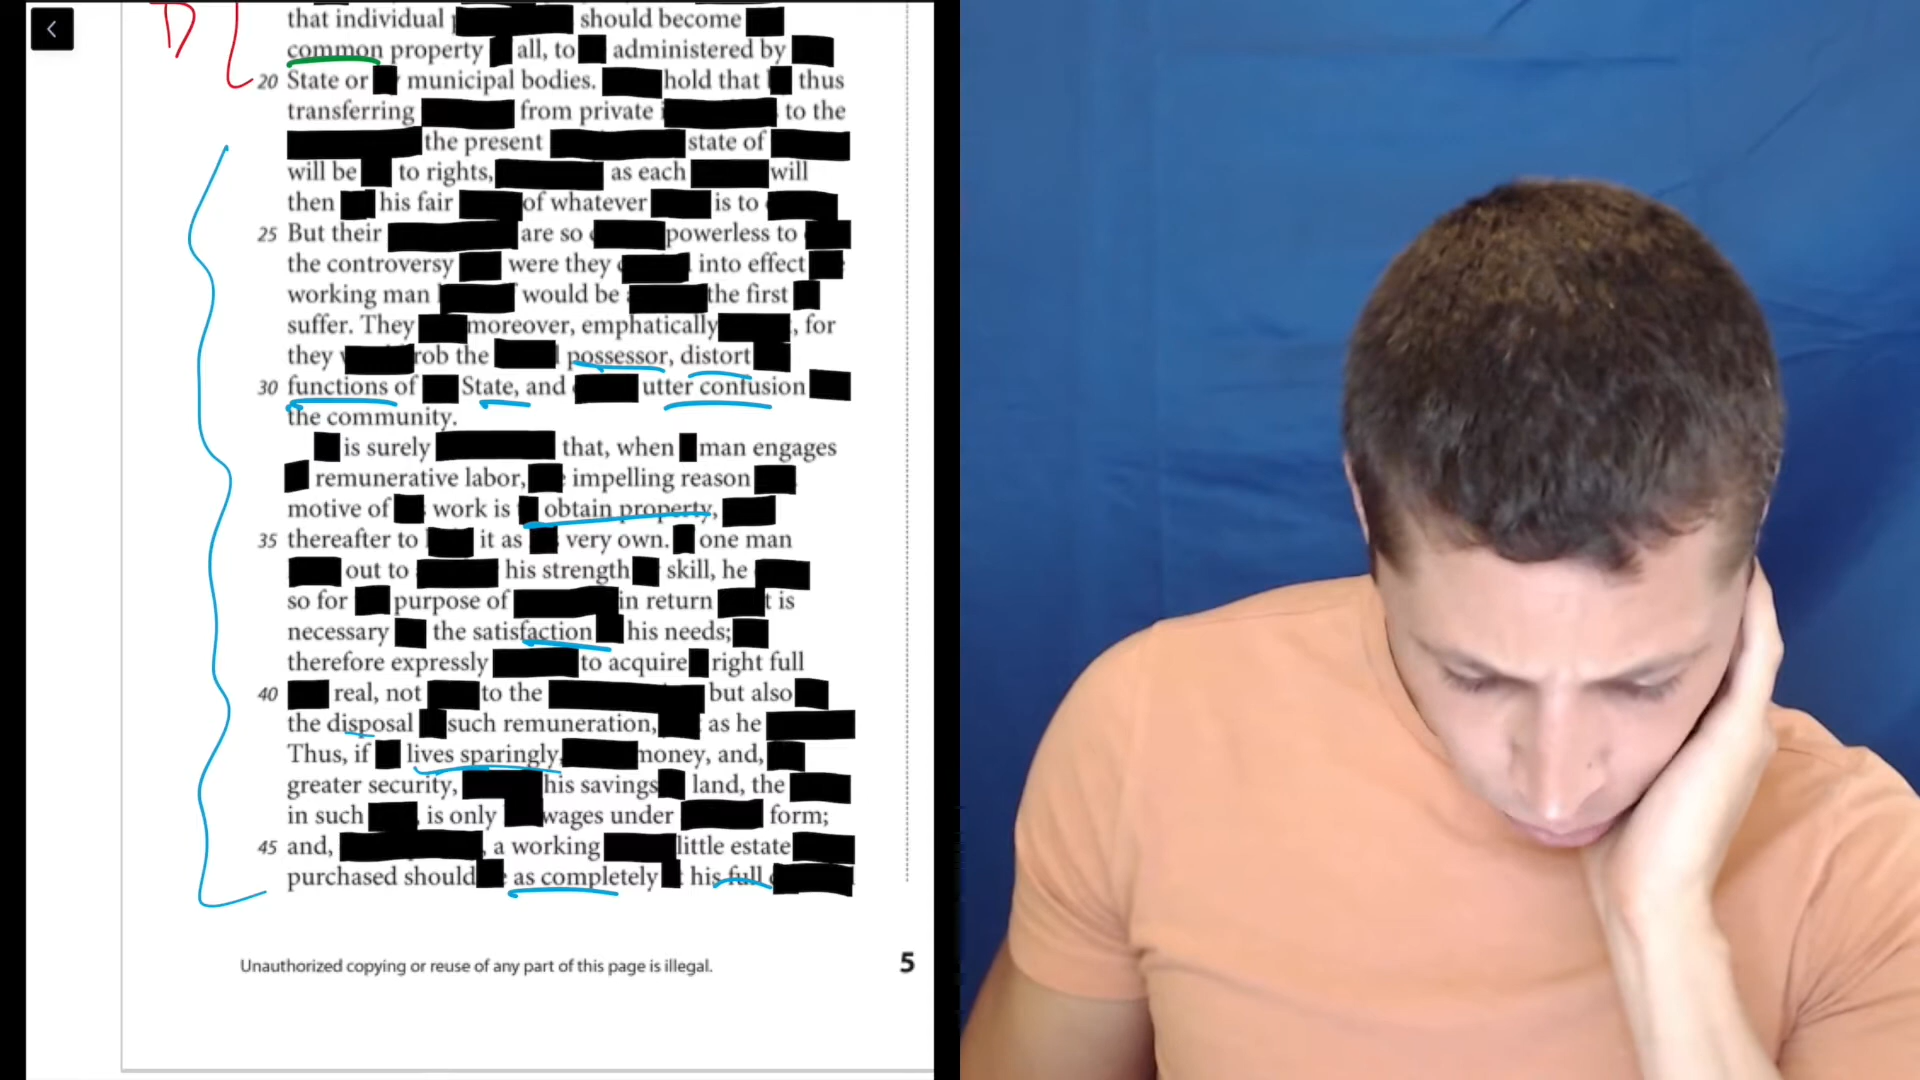 D
that individual should become
common property all, to administered by
20 State or municipal bodies. hold that thus
transferring from private to the
the present state of
will be to rights, as each will
then his fair of whatever is to
25 But their are so powerless to
the controversy were they into effect
working man would be the first
suffer. They moreover, emphatically , for
they rob the possessor, distort
30 functions of State, and utter confusion
the community.
is surely that, when man engages
remunerative labor, impelling reason
motive of work is obtain property,
35 thereafter to it as very own. one man
out to his strength skill, he
so for purpose of in return is
necessary the satisfaction his needs;
therefore expressly to acquire right full
40 real, not to the but also
the disposal such remuneration, as he
Thus, if lives sparingly, money, and,
greater security, his savings land, the
in such , is only wages under form;
45 and, , a working little estate
purchased should as completely his full
Unauthorized copying or reuse of any part of this page is illegal.
5